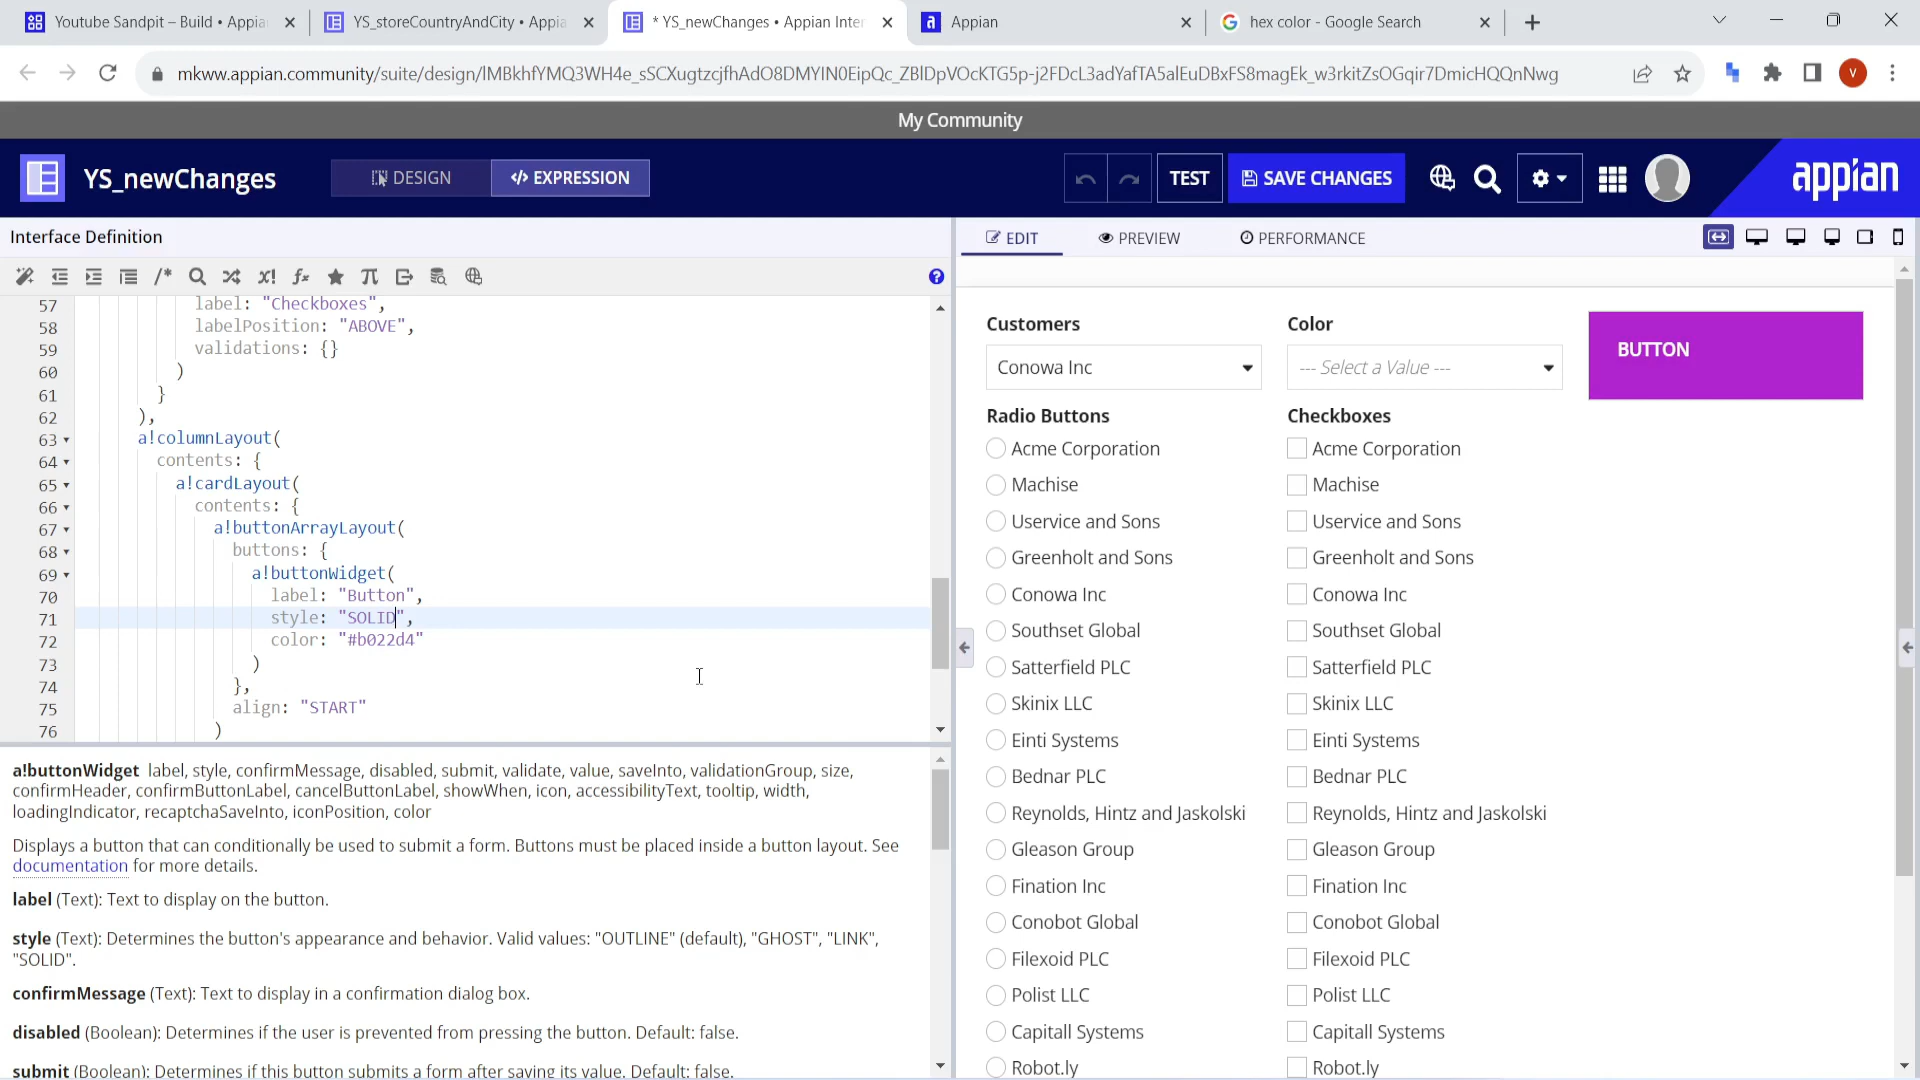 Youtube Sandpit – Build • Appia
YS_storeCountryAndCity • Appia
* YS_newChanges • Appian Inter
Appian
hex color - Google Search
mkww.appian.community/suite/design/lMBkhfYMQ3WH4e_sSCXugtzcjfhAdO8DMYIN0EipQc_ZBlDpVOcKTG5p-j2FDcL3adYafTA5alEuDBxFS8magEk_w3rkitZsOGqir7DmicHQQnNwg
V
My Community
YS_newChanges
DESIGN
</> EXPRESSION
TEST
SAVE CHANGES
appian
Interface Definition
EDIT
PREVIEW
PERFORMANCE
57 label: "Checkboxes",
58 labelPosition: "ABOVE",
59 validations: {}
60 )
61 }
62 ),
63 a!columnLayout(
64 contents: {
65 a!cardLayout(
66 contents: {
67 a!buttonArrayLayout(
68 buttons: {
69 a!buttonWidget(
70 label: "Button",
71 style: "SOLID",
72 color: "#b022d4"
73 )
74 },
75 align: "START"
76 )
a!buttonWidget label, style, confirmMessage, disabled, submit, validate, value, saveInto, validationGroup, size,
confirmHeader, confirmButtonLabel, cancelButtonLabel, showWhen, icon, accessibilityText, tooltip, width,
loadingIndicator, recaptchaSaveInto, iconPosition, color
Displays a button that can conditionally be used to submit a form. Buttons must be placed inside a button layout. See
documentation for more details.
label (Text): Text to display on the button.
style (Text): Determines the button's appearance and behavior. Valid values: "OUTLINE" (default), "GHOST", "LINK",
"SOLID".
confirmMessage (Text): Text to display in a confirmation dialog box.
disabled (Boolean): Determines if the user is prevented from pressing the button. Default: false.
submit (Boolean): Determines if this button submits a form after saving its value. Default: false.
Customers
Conowa Inc
Color
--- Select a Value ---
BUTTON
Radio Buttons
Acme Corporation
Machise
Uservice and Sons
Greenholt and Sons
Conowa Inc
Southset Global
Satterfield PLC
Skinix LLC
Einti Systems
Bednar PLC
Reynolds, Hintz and Jaskolski
Gleason Group
Fination Inc
Conobot Global
Filexoid PLC
Polist LLC
Capitall Systems
Robot.ly
Checkboxes
Acme Corporation
Machise
Uservice and Sons
Greenholt and Sons
Conowa Inc
Southset Global
Satterfield PLC
Skinix LLC
Einti Systems
Bednar PLC
Reynolds, Hintz and Jaskolski
Gleason Group
Fination Inc
Conobot Global
Filexoid PLC
Polist LLC
Capitall Systems
Robot.ly